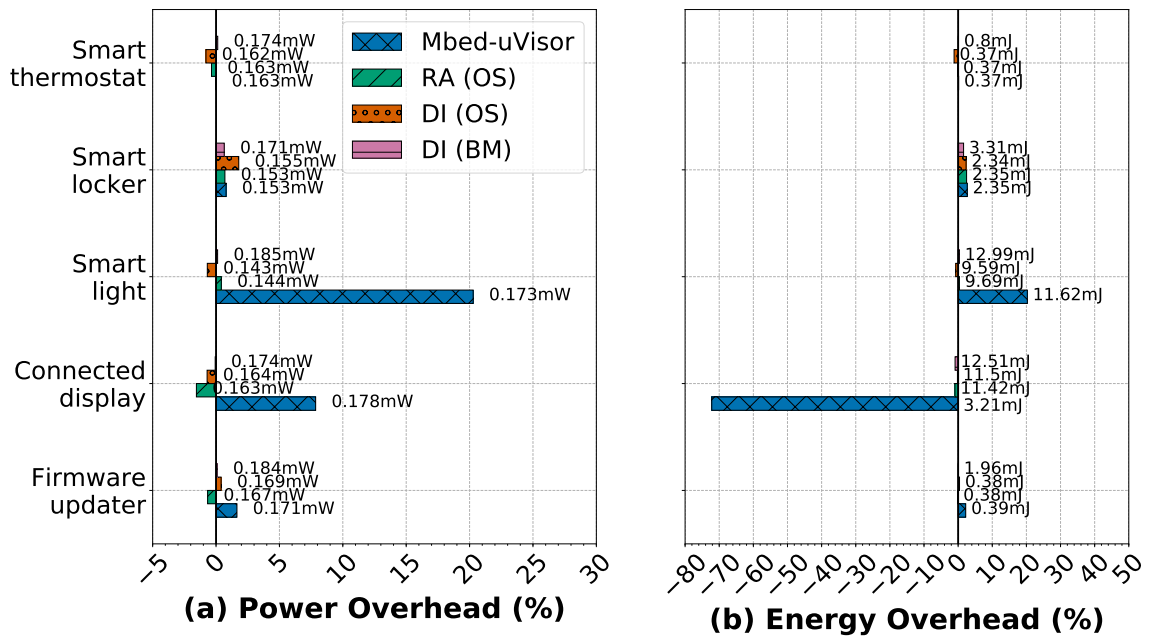 Smart
thermostat
Smart
locker
Smart
light
Connected
display
Firmware
updater
0.174mW
0.162mW
0.163mW
0.163mW
0.171mW
0.155mW
0.153mW
0.153mW
0.185mW
0.143mW
0.144mW
0.173mW
0.174mW
0.164mW
0.163mW
0.178mW
0.184mW
0.169mW
0.167mW
0.171mW
Mbed-uVisor
RA (OS)
DI (OS)
DI (BM)
−5
0
5
10
15
20
25
30
(a) Power Overhead (%)
0.8mJ
0.37mJ
0.37mJ
0.37mJ
3.31mJ
2.34mJ
2.35mJ
2.35mJ
12.99mJ
9.59mJ
9.69mJ
11.62mJ
12.51mJ
11.5mJ
11.42mJ
3.21mJ
1.96mJ
0.38mJ
0.38mJ
0.39mJ
−80
−70
−60
−50
−40
−30
−20
−10
0
10
20
30
40
50
(b) Energy Overhead (%)